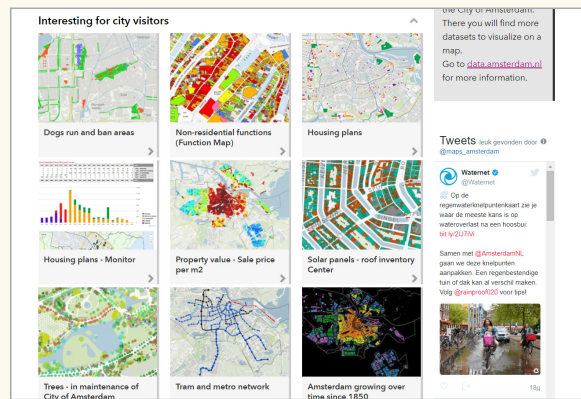 Interesting for city visitors
Dogs run and ban areas
Non-residential functions
(Function Map)
Housing plans
Housing plans - Monitor
Property value - Sale price
per m2
Solar panels - roof inventory
Center
Trees - in maintenance of
City of Amsterdam
Tram and metro network
Amsterdam growing over
time since 1850
the City of Amsterdam.
There you will find more
datasets to visualize on a
map.
Go to data.amsterdam.nl
for more information.
Tweets leuk gevonden door
@maps_amsterdam
Waternet
@Waternet
Op de
regenwaterknelpuntenkaart zie je
waar de meeste kans is op
wateroverlast na een hoosbui:
Samen met @AmsterdamNL
gaan we deze knelpunten
aanpakken. Een regenbestendige
tuin of dak kan al verschil maken.
Volg @rainproof020 voor tips!